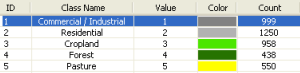 ID Class Name Value Color Count
1 Commercial / Industrial 1 999
2 Residential 2 1250
3 Cropland 3 958
4 Forest 4 438
5 Pasture 5 550